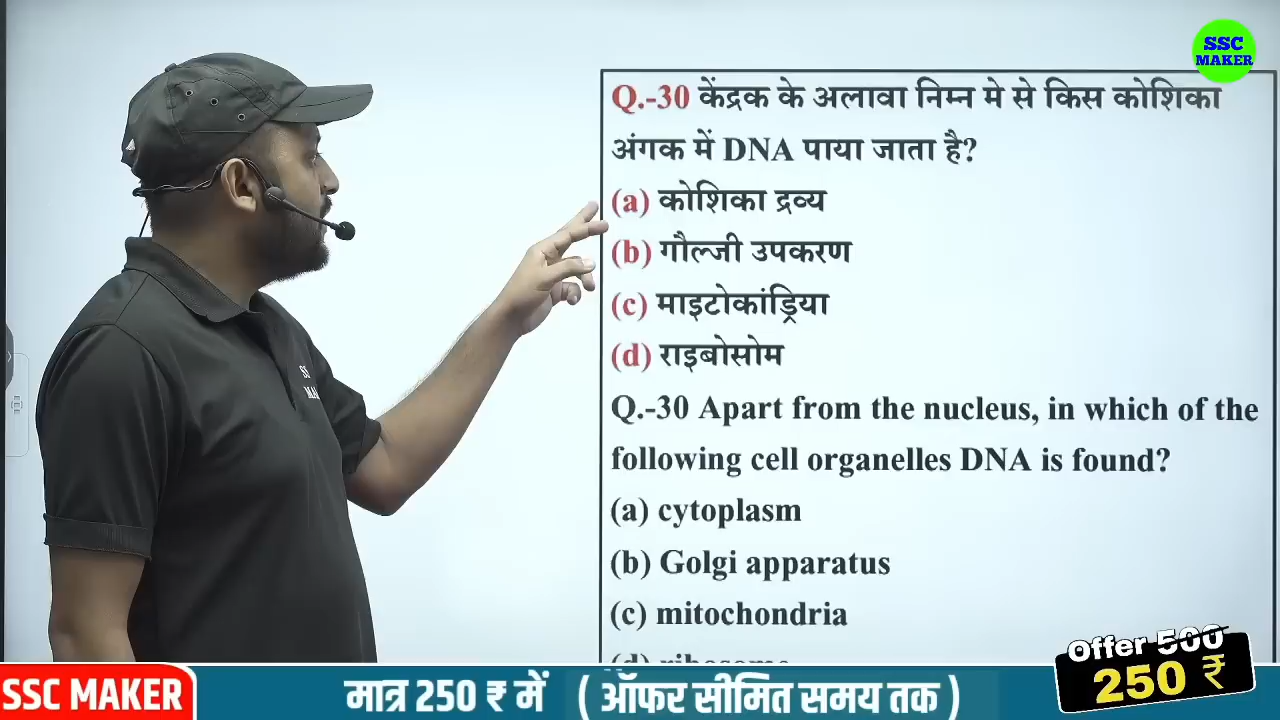 SSC
MAKER
Q.-30 केंद्रक के अलावा निम्न मे से किस कोशिका
अंगक में DNA पाया जाता है?
(a) कोशिका द्रव्य
(b) गौल्जी उपकरण
(c) माइटोकांड्रिया
(d) राइबोसोम
Q.-30 Apart from the nucleus, in which of the
following cell organelles DNA is found?
(a) cytoplasm
(b) Golgi apparatus
(c) mitochondria
(d) ribosome
SSC MAKER
मात्र 250 ₹ में ( ऑफर सीमित समय तक )
Offer 500
250 ₹